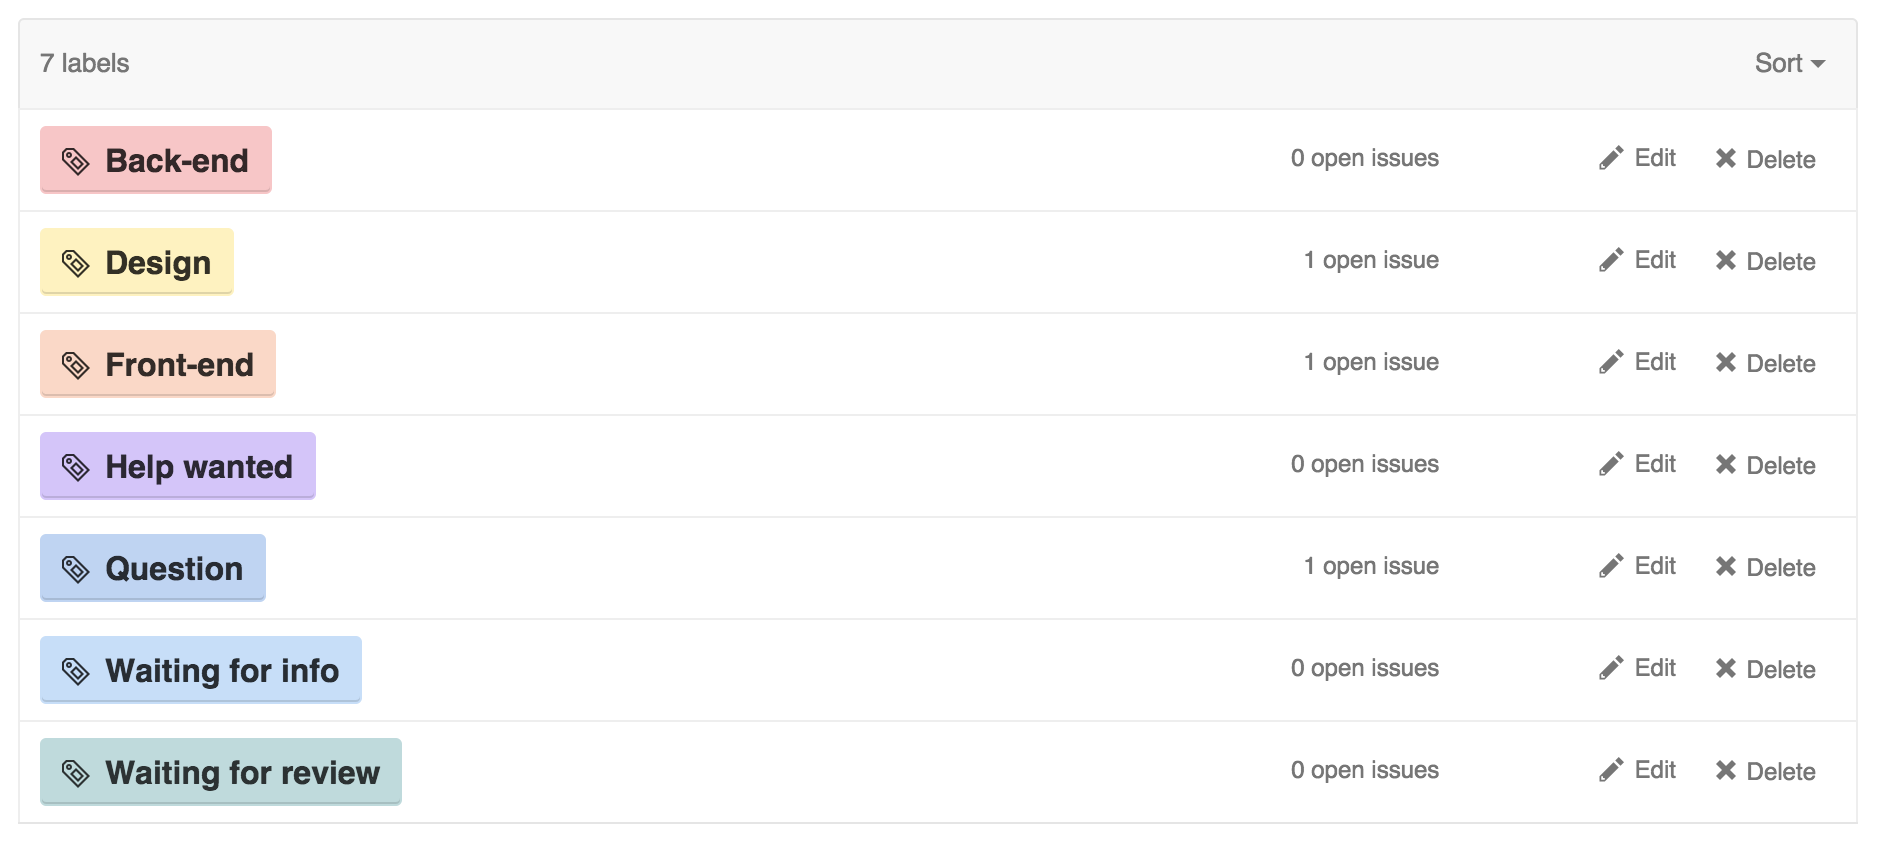 7 labels Sort
Back-end 0 open issues Edit Delete
Design 1 open issue Edit Delete
Front-end 1 open issue Edit Delete
Help wanted 0 open issues Edit Delete
Question 1 open issue Edit Delete
Waiting for info 0 open issues Edit Delete
Waiting for review 0 open issues Edit Delete